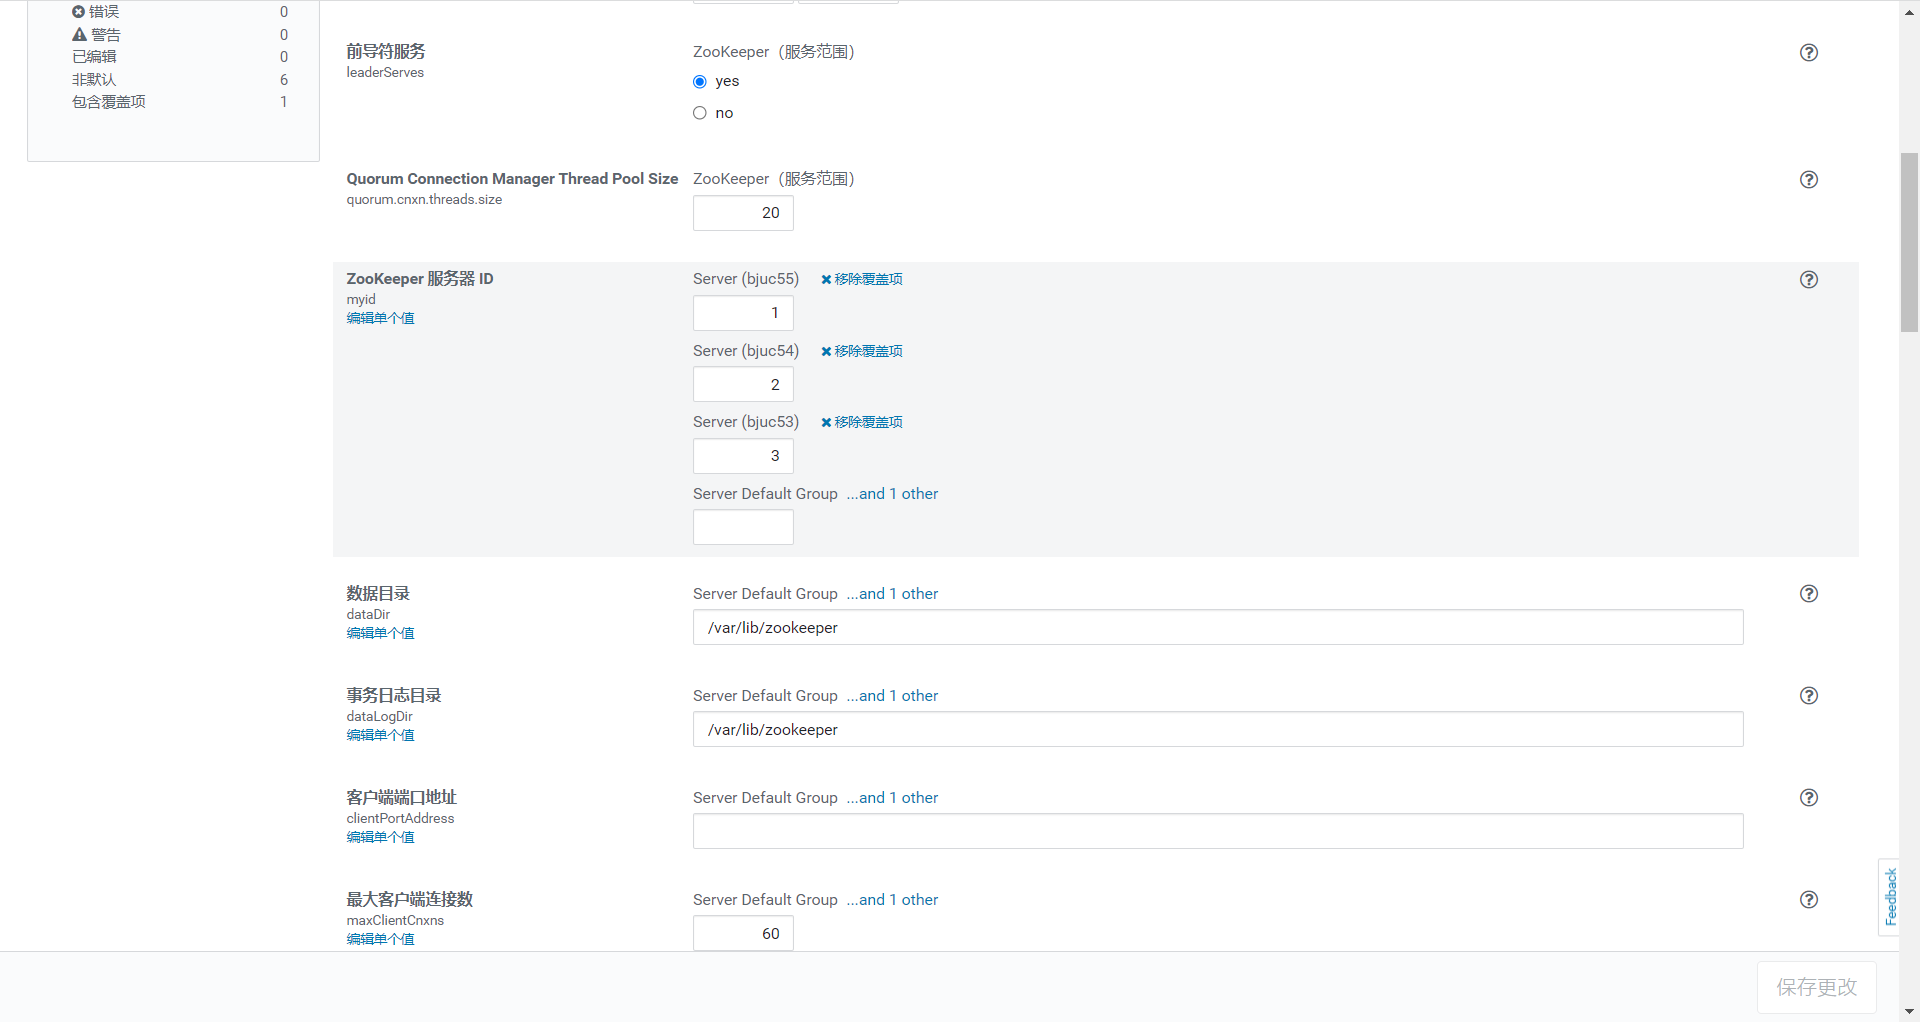 错误 0
警告 0
已编辑 0
非默认 6
包含覆盖项 1
前导符服务
leaderServes
ZooKeeper（服务范围）
yes
no
Quorum Connection Manager Thread Pool Size
quorum.cnxn.threads.size
ZooKeeper（服务范围）
20
ZooKeeper 服务器 ID
myid
编辑单个值
Server (bjuc55) 移除覆盖项
1
Server (bjuc54) 移除覆盖项
2
Server (bjuc53) 移除覆盖项
3
Server Default Group ...and 1 other
数据目录
dataDir
编辑单个值
Server Default Group ...and 1 other
/var/lib/zookeeper
事务日志目录
dataLogDir
编辑单个值
Server Default Group ...and 1 other
/var/lib/zookeeper
客户端端口地址
clientPortAddress
编辑单个值
Server Default Group ...and 1 other
最大客户端连接数
maxClientCnxns
编辑单个值
Server Default Group ...and 1 other
60
Feedback
保存更改